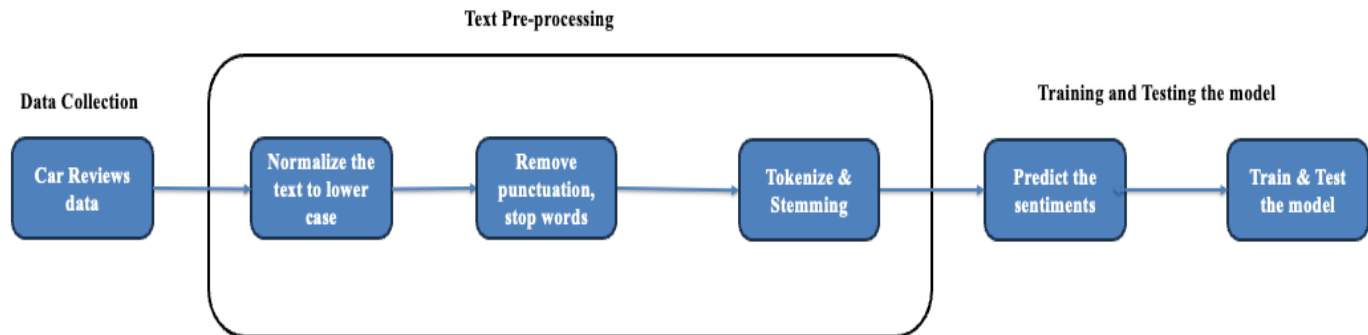 Text Pre-processing
Data Collection
Training and Testing the model
Car Reviews
data
Normalize the
text to lower
case
Remove
punctuation,
stop words
Tokenize &
Stemming
Predict the
sentiments
Train & Test
the model